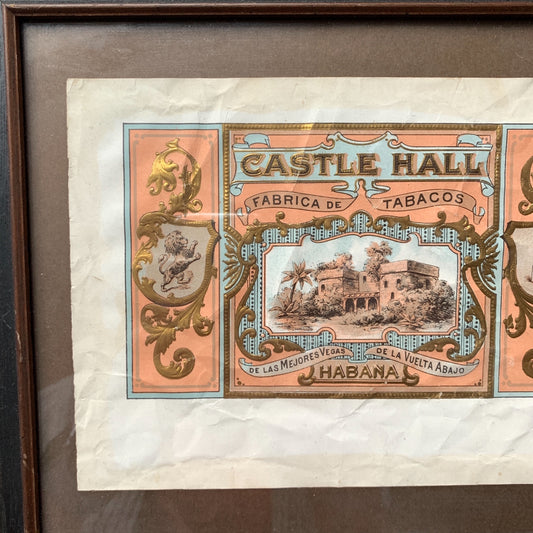 CASTLE HALL
FABRICA DE TABACOS
DE LAS MEJORES VEGAS DE LA VUELTA ABAJO
HABANA